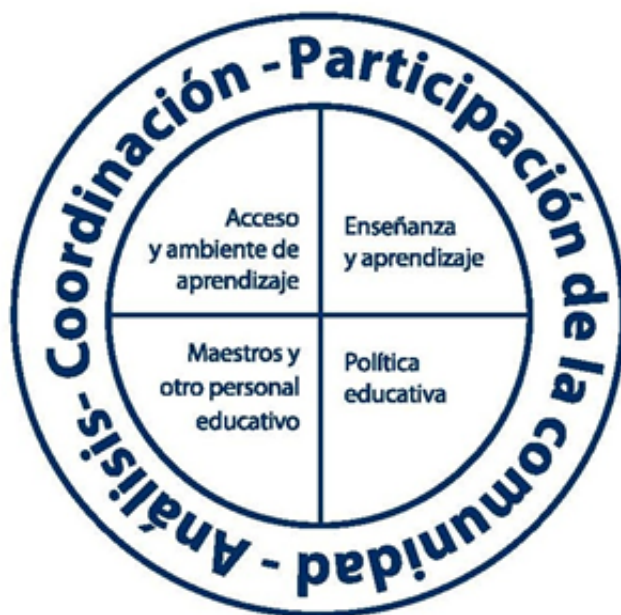 Coordinación - Participación de la comunidad - Análisis-
Acceso
y ambiente de
aprendizaje
Enseñanza
y aprendizaje
Maestros y
otro personal
educativo
Política
educativa